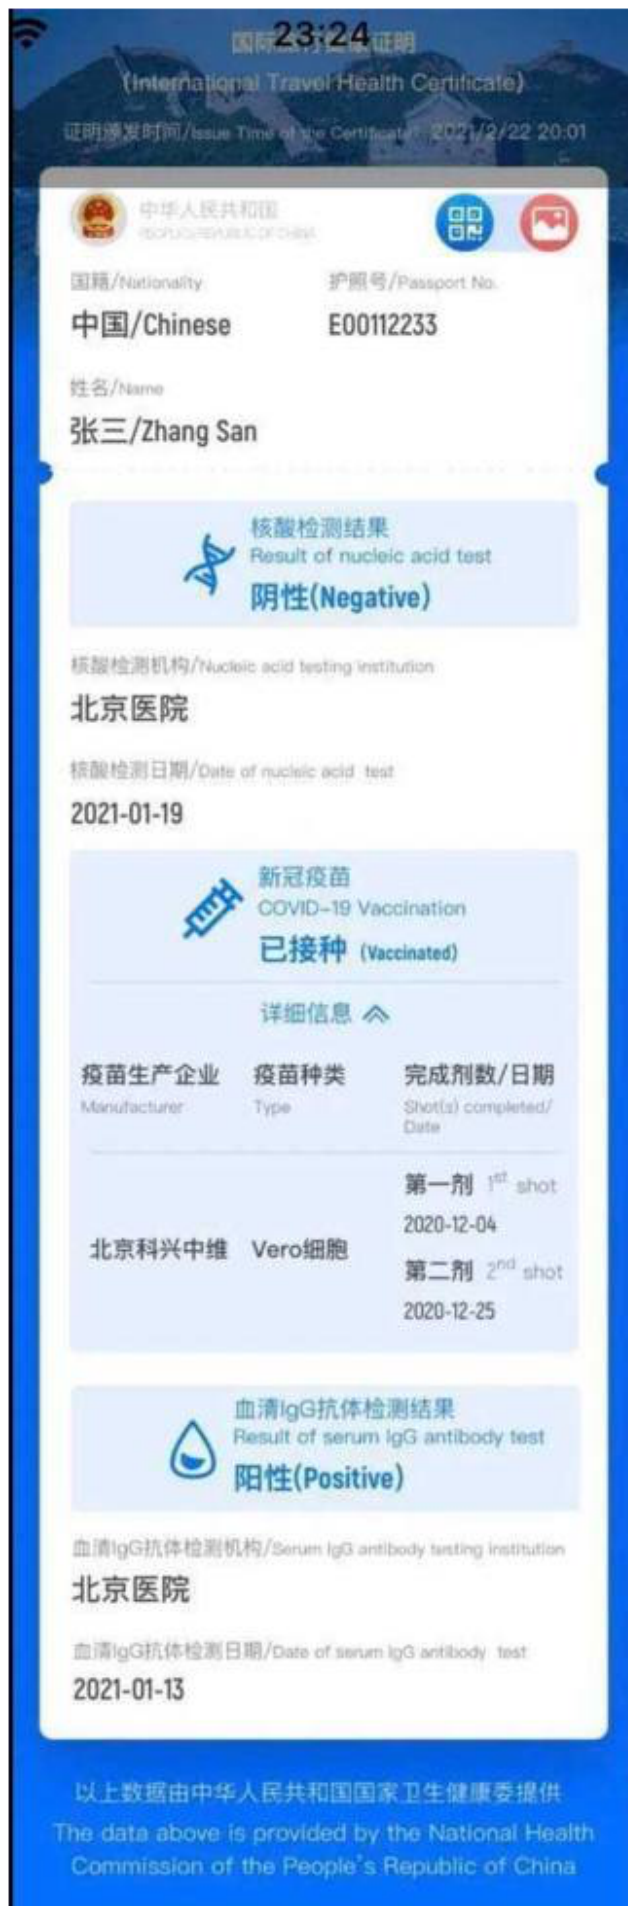 23:24
国际旅行健康证明
(International Travel Health Certificate)
证明颁发时间/Issue Time of the Certificate: 2021/2/22 20:01
中华人民共和国
PEOPLE'S REPUBLIC OF CHINA
国籍/Nationality 护照号/Passport No.
中国/Chinese E00112233
姓名/Name
张三/Zhang San
核酸检测结果
Result of nucleic acid test
阴性(Negative)
核酸检测机构/Nucleic acid testing institution
北京医院
核酸检测日期/Date of nucleic acid test
2021-01-19
新冠疫苗
COVID-19 Vaccination
已接种 (Vaccinated)
详细信息
疫苗生产企业 疫苗种类 完成剂数/日期
Manufacturer Type Shot(s) completed/
Date
第一剂 1st shot
2020-12-04
北京科兴中维 Vero细胞
第二剂 2nd shot
2020-12-25
血清IgG抗体检测结果
Result of serum IgG antibody test
阳性(Positive)
血清IgG抗体检测机构/Serum IgG antibody testing institution
北京医院
血清IgG抗体检测日期/Date of serum IgG antibody test
2021-01-13
以上数据由中华人民共和国国家卫生健康委提供
The data above is provided by the National Health
Commission of the People's Republic of China